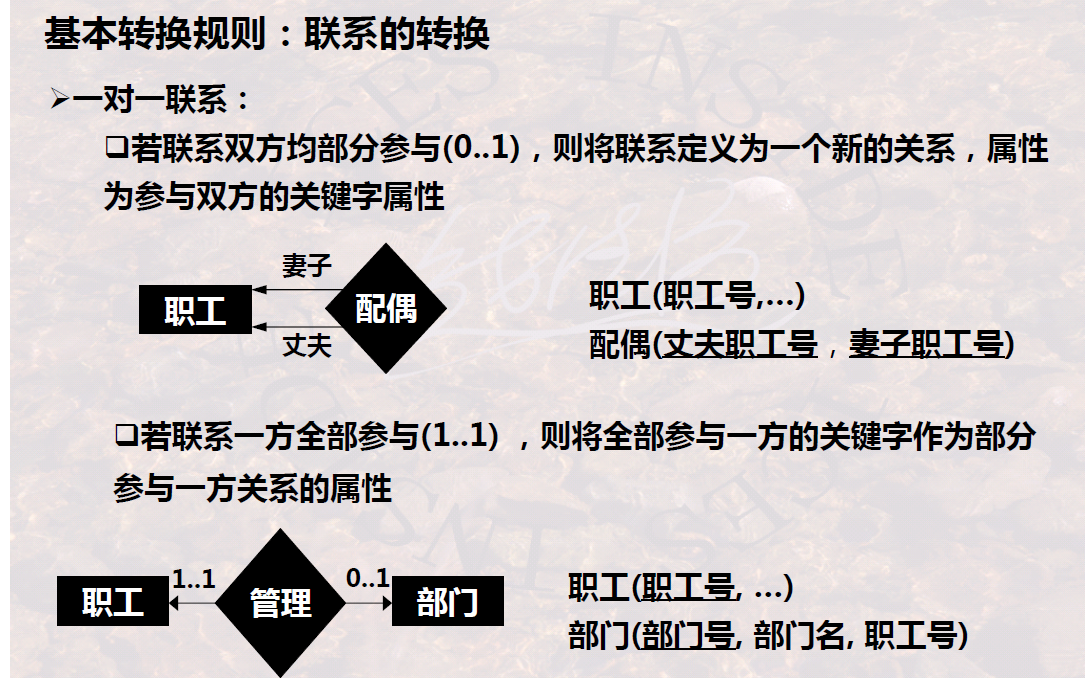 基本转换规则：联系的转换
➢一对一联系：
❑若联系双方均部分参与(0..1)，则将联系定义为一个新的关系，属性
为参与双方的关键字属性
妻子
职工
配偶
丈夫
职工(职工号,…)
配偶(丈夫职工号，妻子职工号)
❑若联系一方全部参与(1..1) ，则将全部参与一方的关键字作为部分
参与一方关系的属性
职工
1..1
管理
0..1
部门
职工(职工号, …)
部门(部门号, 部门名, 职工号)